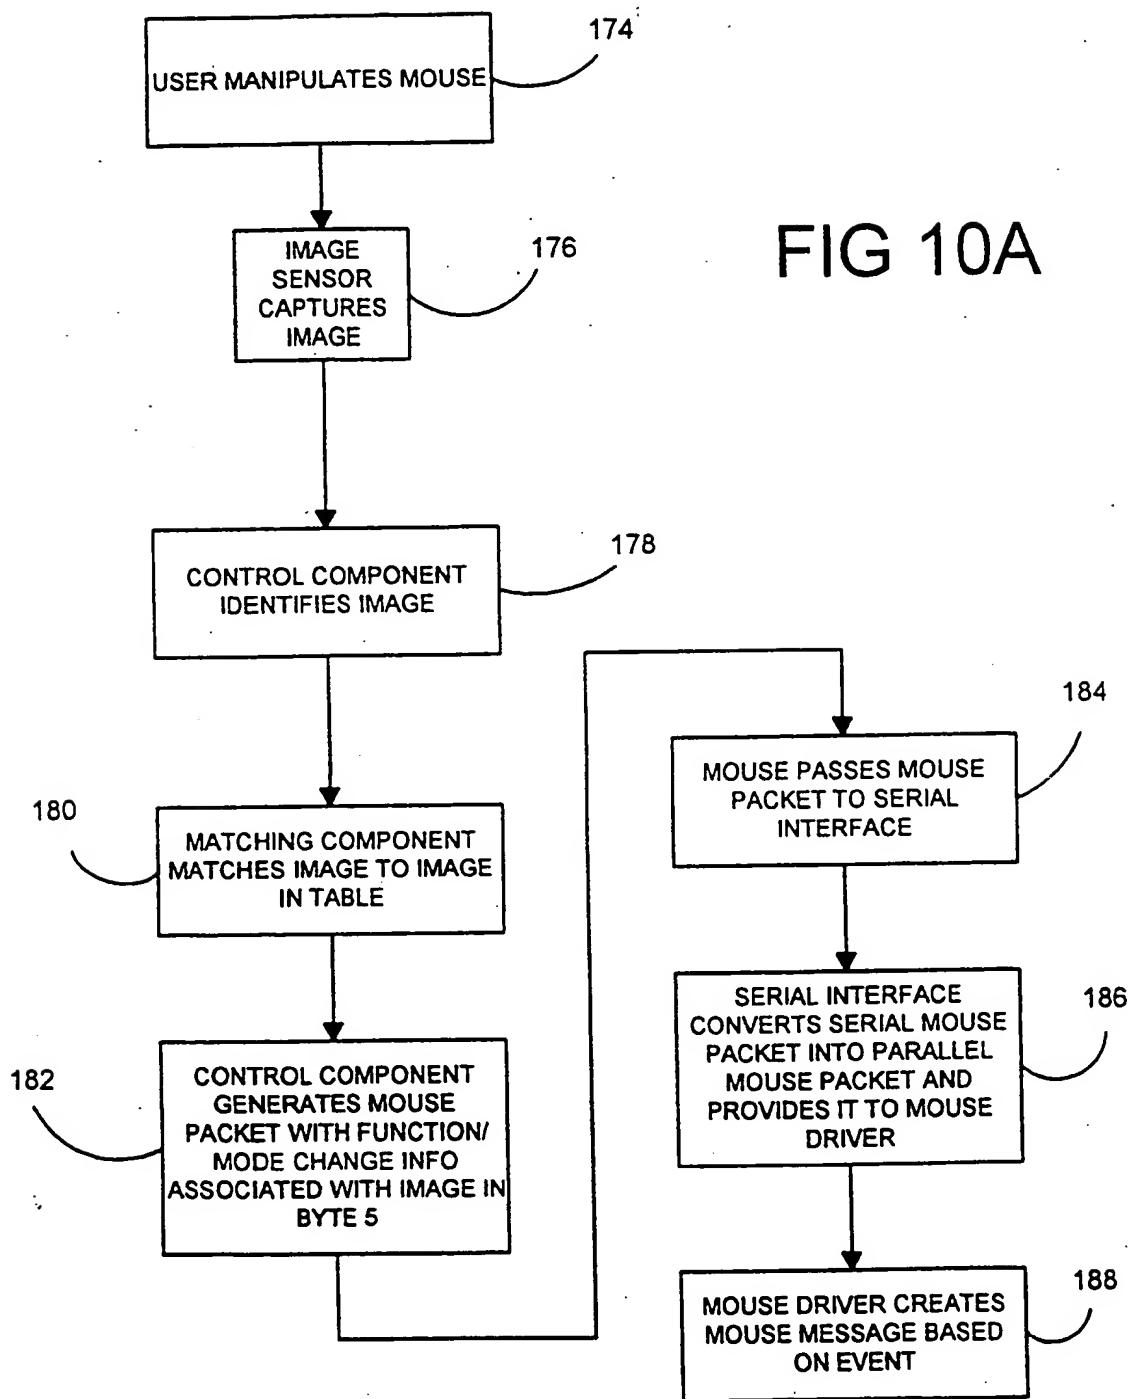 174
USER MANIPULATES MOUSE
FIG 10A
176
IMAGE
SENSOR
CAPTURES
IMAGE
178
CONTROL COMPONENT
IDENTIFIES IMAGE
180
MATCHING COMPONENT
MATCHES IMAGE TO IMAGE
IN TABLE
182
CONTROL COMPONENT
GENERATES MOUSE
PACKET WITH FUNCTION/
MODE CHANGE INFO
ASSOCIATED WITH IMAGE IN
BYTE 5
184
MOUSE PASSES MOUSE
PACKET TO SERIAL
INTERFACE
186
SERIAL INTERFACE
CONVERTS SERIAL MOUSE
PACKET INTO PARALLEL
MOUSE PACKET AND
PROVIDES IT TO MOUSE
DRIVER
188
MOUSE DRIVER CREATES
MOUSE MESSAGE BASED
ON EVENT